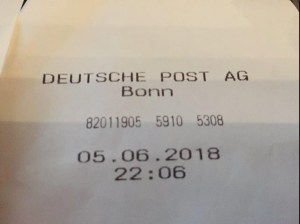 DEUTSCHE POST AG
Bonn
82011905 5910 5308
05.06.2018
22:06